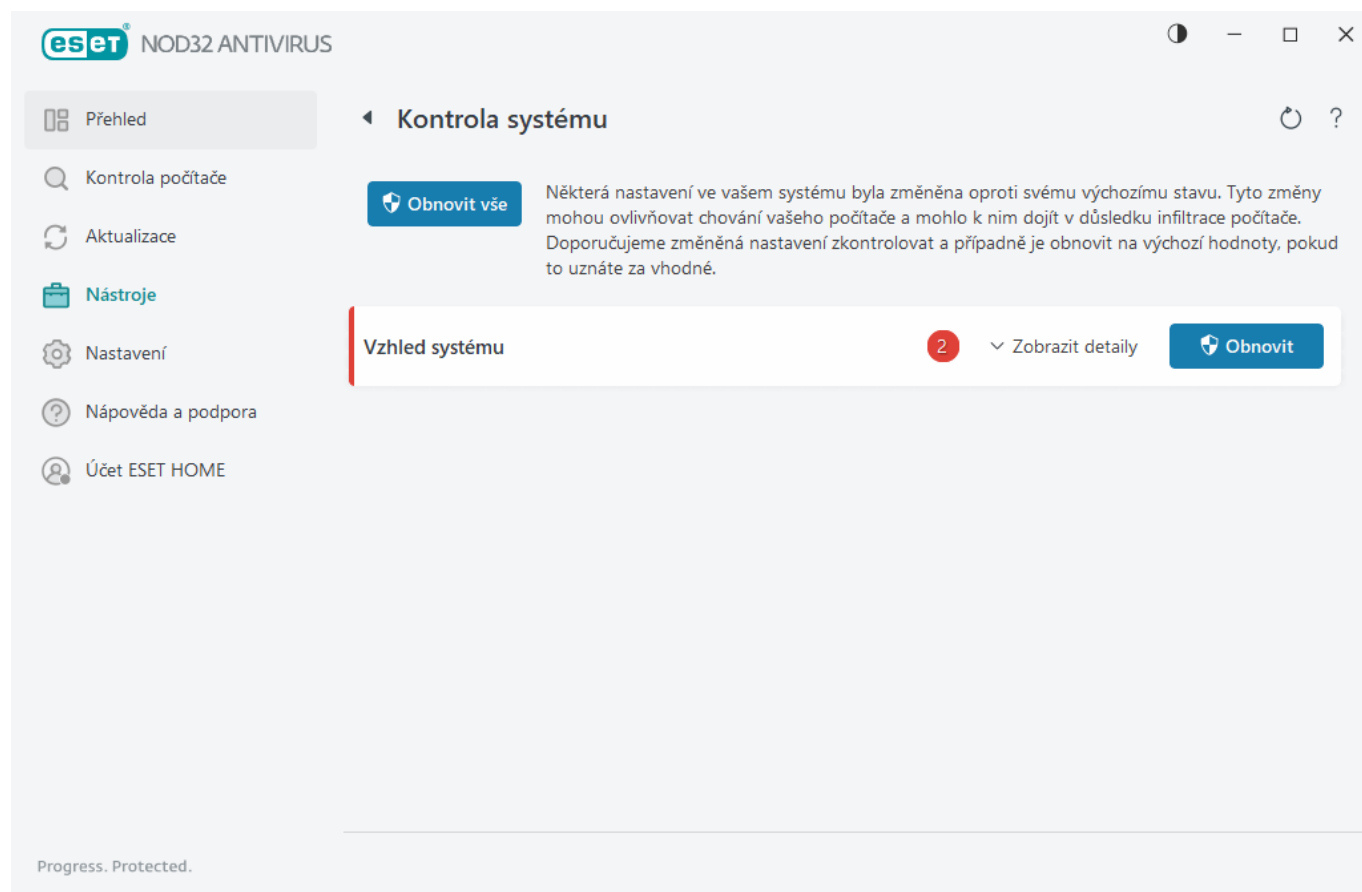 eset® NOD32 ANTIVIRUS
Přehled
Kontrola počítače
Aktualizace
Nástroje
Nastavení
Nápověda a podpora
Účet ESET HOME
Kontrola systému
?
Obnovit vše
Některá nastavení ve vašem systému byla změněna oproti svému výchozímu stavu. Tyto změny
mohou ovlivňovat chování vašeho počítače a mohlo k nim dojít v důsledku infiltrace počítače.
Doporučujeme změněná nastavení zkontrolovat a případně je obnovit na výchozí hodnoty, pokud
to uznáte za vhodné.
Vzhled systému 2 Zobrazit detaily Obnovit
Progress. Protected.